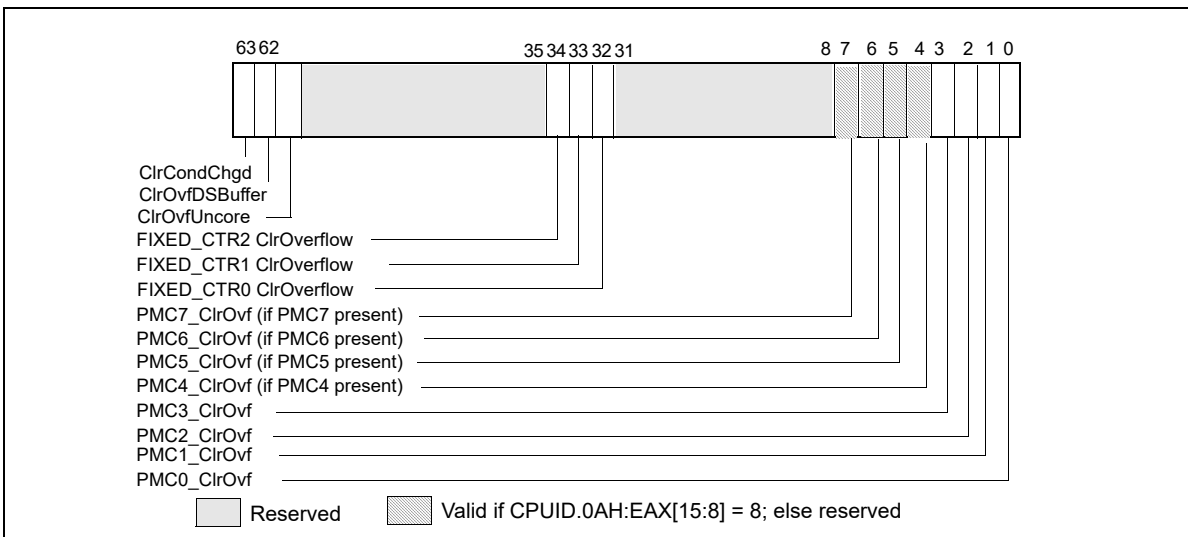 63 62 35 34 33 32 31 8 7 6 5 4 3 2 1 0
ClrCondChgd
ClrOvfDSBuffer
ClrOvfUncore
FIXED_CTR2 ClrOverflow
FIXED_CTR1 ClrOverflow
FIXED_CTR0 ClrOverflow
PMC7_ClrOvf (if PMC7 present)
PMC6_ClrOvf (if PMC6 present)
PMC5_ClrOvf (if PMC5 present)
PMC4_ClrOvf (if PMC4 present)
PMC3_ClrOvf
PMC2_ClrOvf
PMC1_ClrOvf
PMC0_ClrOvf
Reserved Valid if CPUID.0AH:EAX[15:8] = 8; else reserved